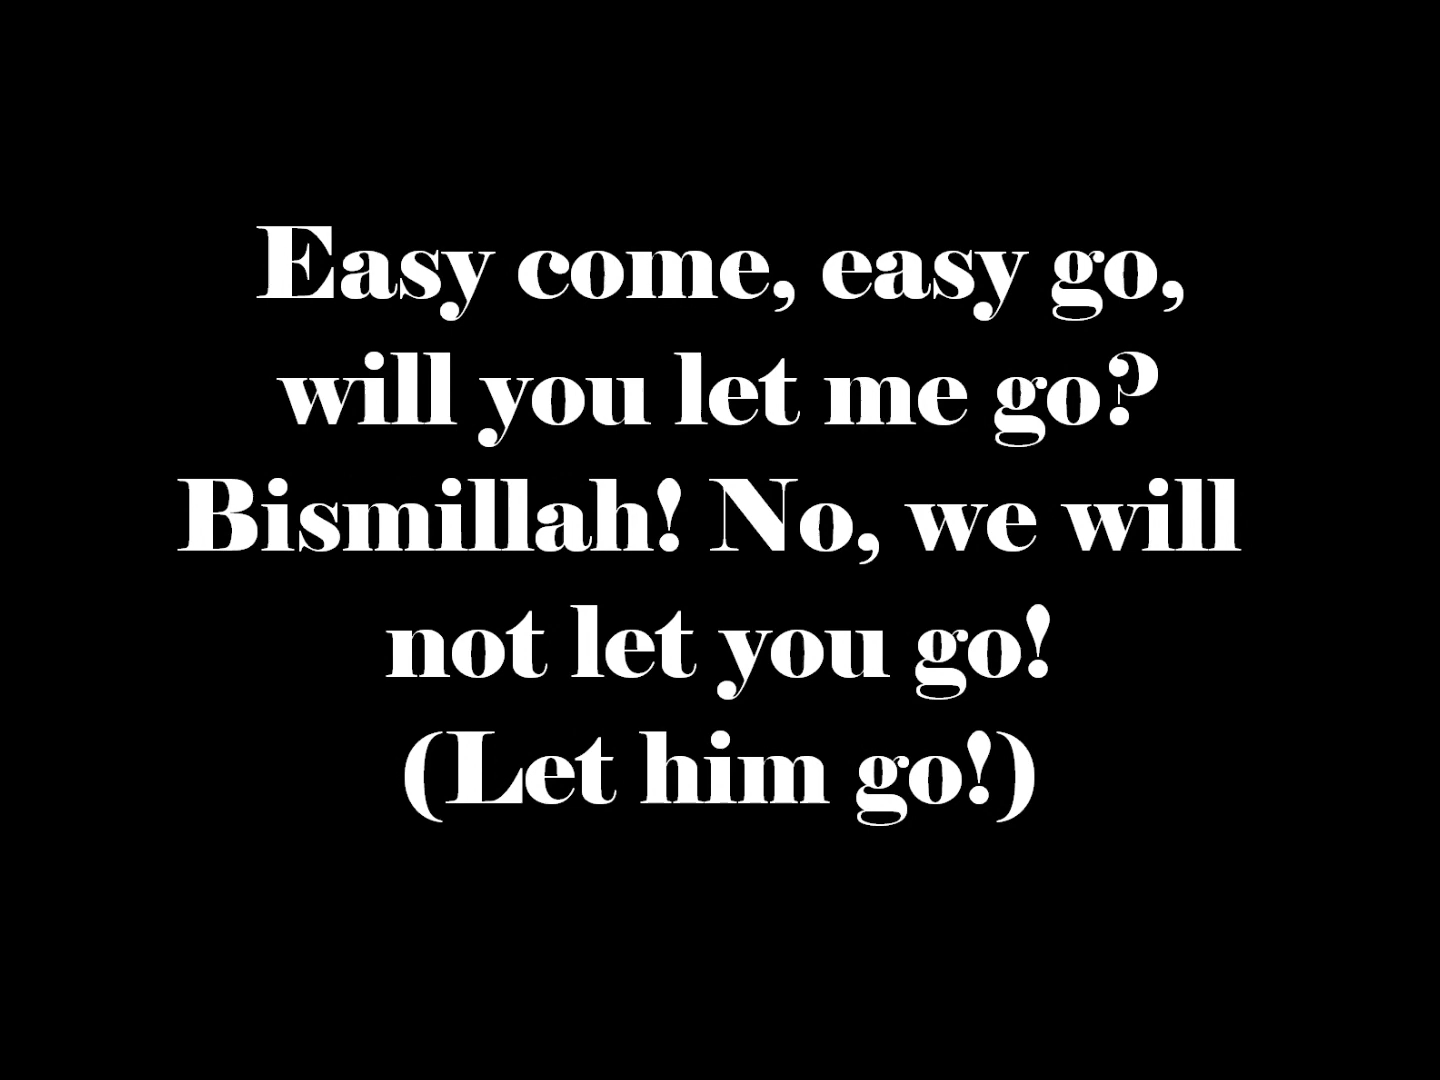 Easy come, easy go,
will you let me go?
Bismillah! No, we will
not let you go!
(Let him go!)